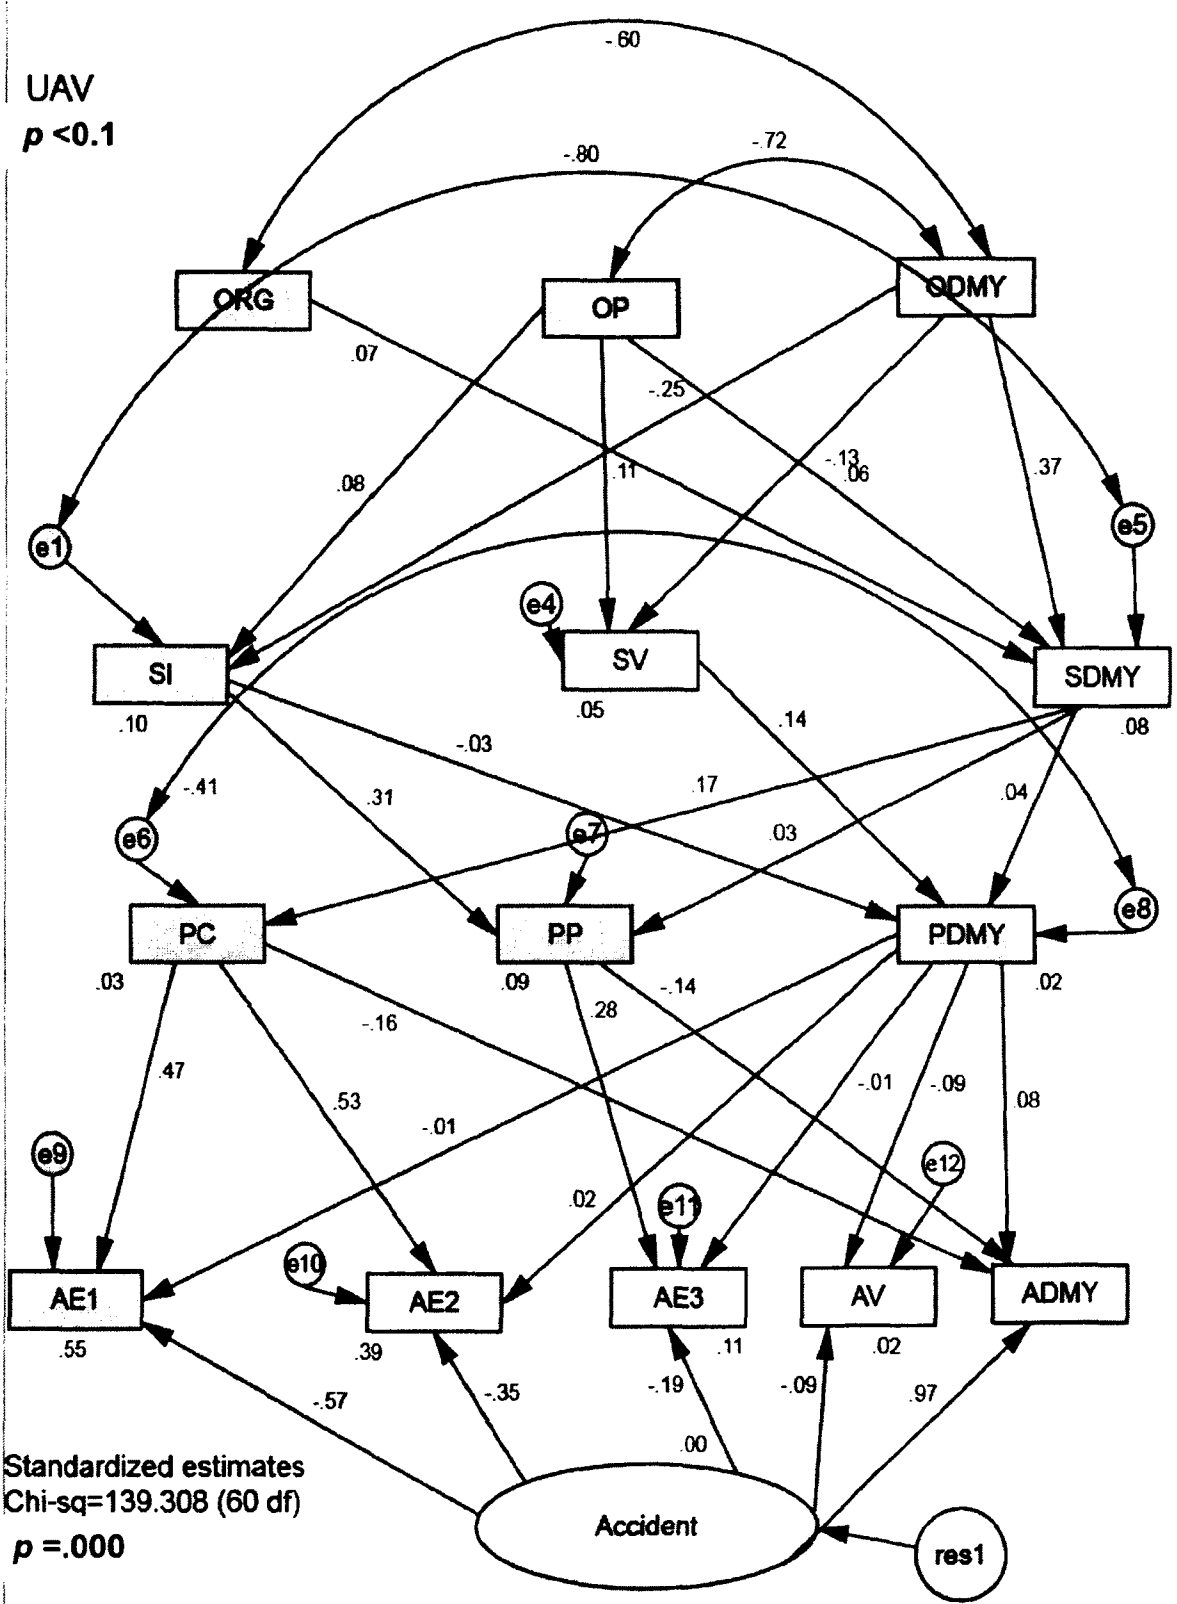 -.60
UAV
p <0.1
-.72
-.80
ORG
OP
ODMY
.07
-.25
.08
.11
-.13
.06
.37
e1
e5
e4
SI
SV
SDMY
.10
.05
.08
-.03
.14
-.41
.31
.17
.04
e6
e7
.03
e8
PC
PP
PDMY
.03
.09
-.14
.02
.28
-.16
.47
.53
-.01
-.09
.08
-.01
e9
e12
.02
e11
e10
AE1
AE2
AE3
AV
ADMY
.55
.39
.11
.02
-.57
-.35
-.19
-.09
.97
.00
Standardized estimates
Chi-sq=139.308 (60 df)
p =.000
Accident
res1